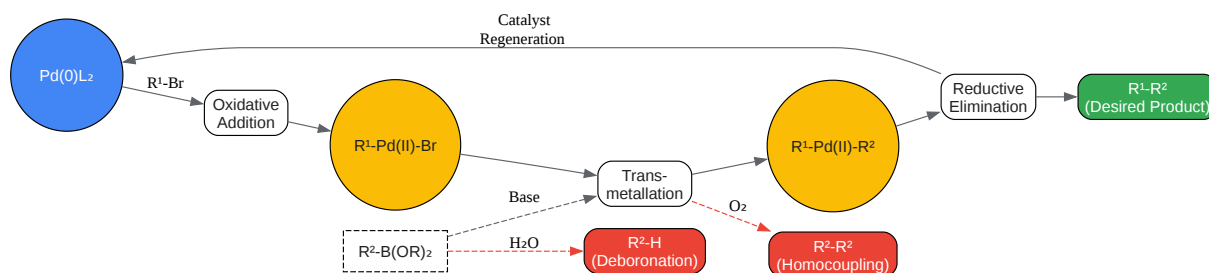 Catalyst
Regeneration
Pd(0)L₂
R¹-Br
Oxidative
Addition
R¹-Pd(II)-Br
Trans-
metallation
R¹-Pd(II)-R²
Reductive
Elimination
R¹-R²
(Desired Product)
Base
O₂
R²-B(OR)₂
H₂O
R²-H
(Deboronation)
R²-R²
(Homocoupling)